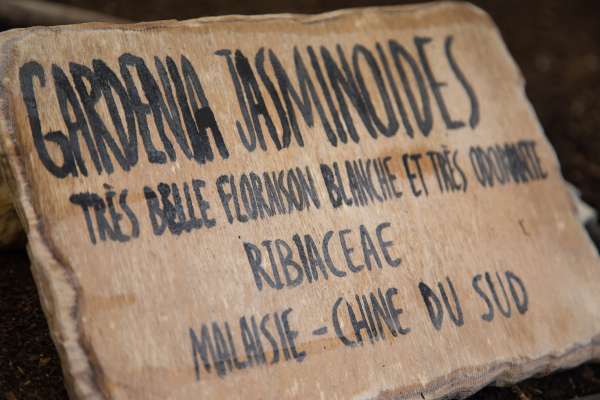 GARDENIA JASMINOIDES
TRÈS BELLE FLORAISON BLANCHE ET TRÈS ODORANTE
RIBIACEAE
MALAISIE - CHINE DU SUD